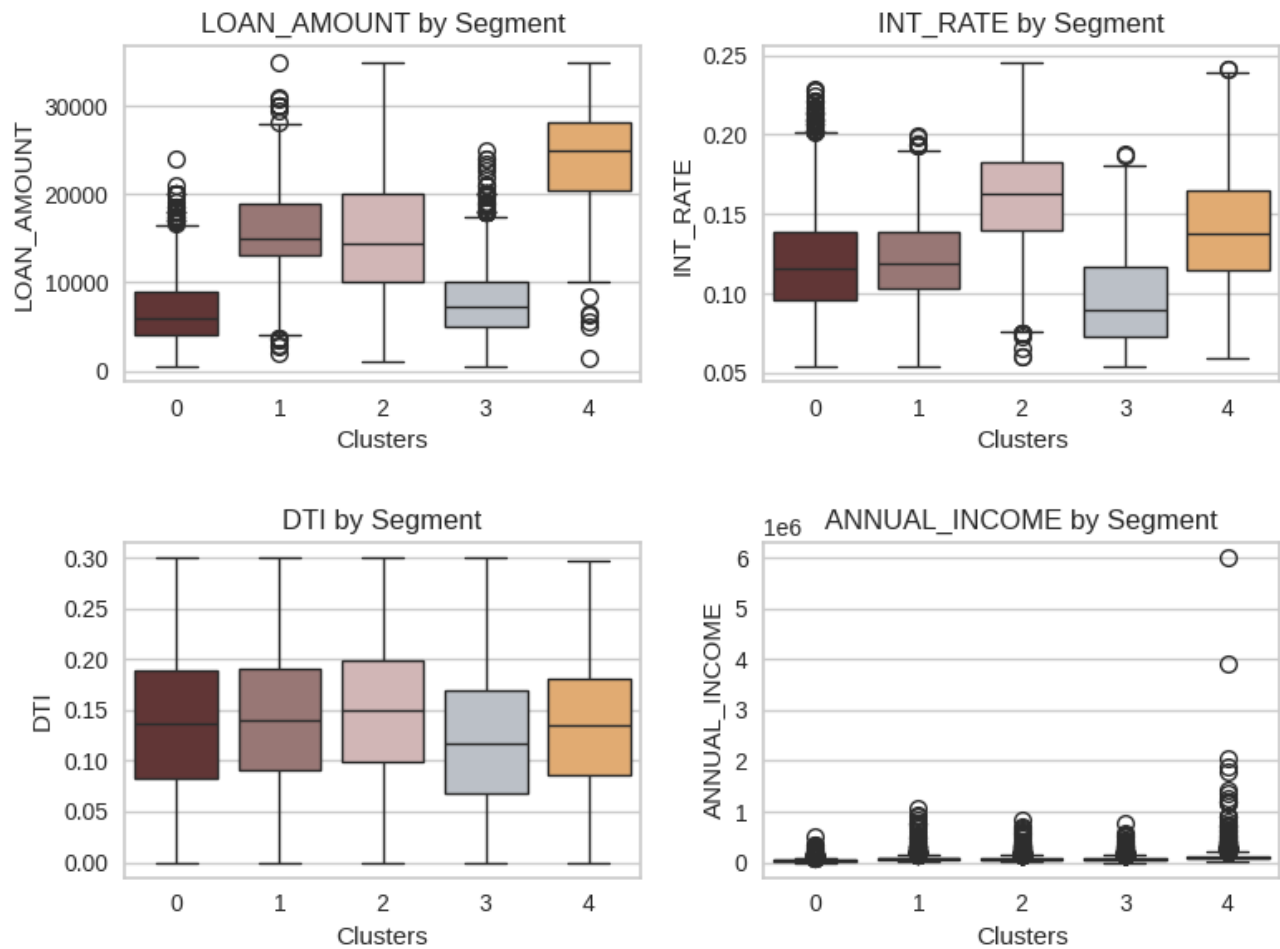 LOAN_AMOUNT by Segment
LOAN_AMOUNT
30000
20000
10000
0
0 1 2 3 4
Clusters
INT_RATE by Segment
INT_RATE
0.25
0.20
0.15
0.10
0.05
0 1 2 3 4
Clusters
DTI by Segment
DTI
0.30
0.25
0.20
0.15
0.10
0.05
0.00
0 1 2 3 4
Clusters
1e6 ANNUAL_INCOME by Segment
ANNUAL_INCOME
6
5
4
3
2
1
0
0 1 2 3 4
Clusters